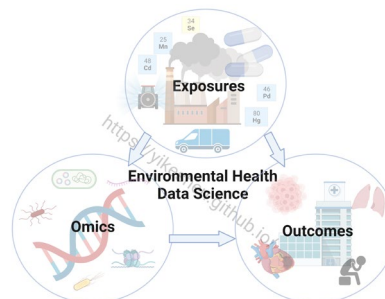 34
Se
25
Mn
48
Cd
Exposures
46
Pd
80
Hg
Environmental Health
Data Science
Omics
Outcomes